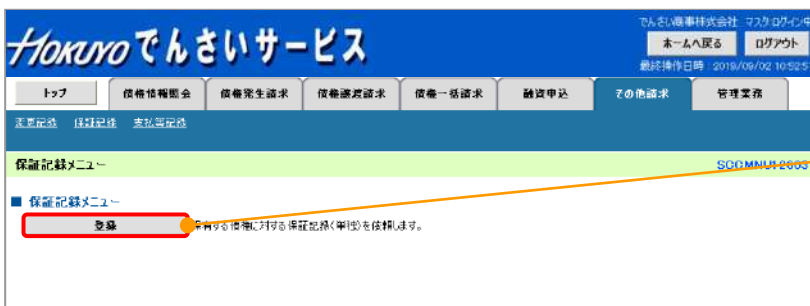 でんさい商事株式会社 マスタログイン中
Hokuyoでんさいサービス
ホームへ戻る ログアウト
最終操作日時：2019/09/02 10:52:5
トップ 債権情報照会 債権発生請求 債権譲渡請求 債権一括請求 融資申込 その他請求 管理業務
変更記録 保証記録 支払等記録
保証記録メニュー
■ 保証記録メニュー
登録 保有する債権に対する保証記録(単独)を依頼します。